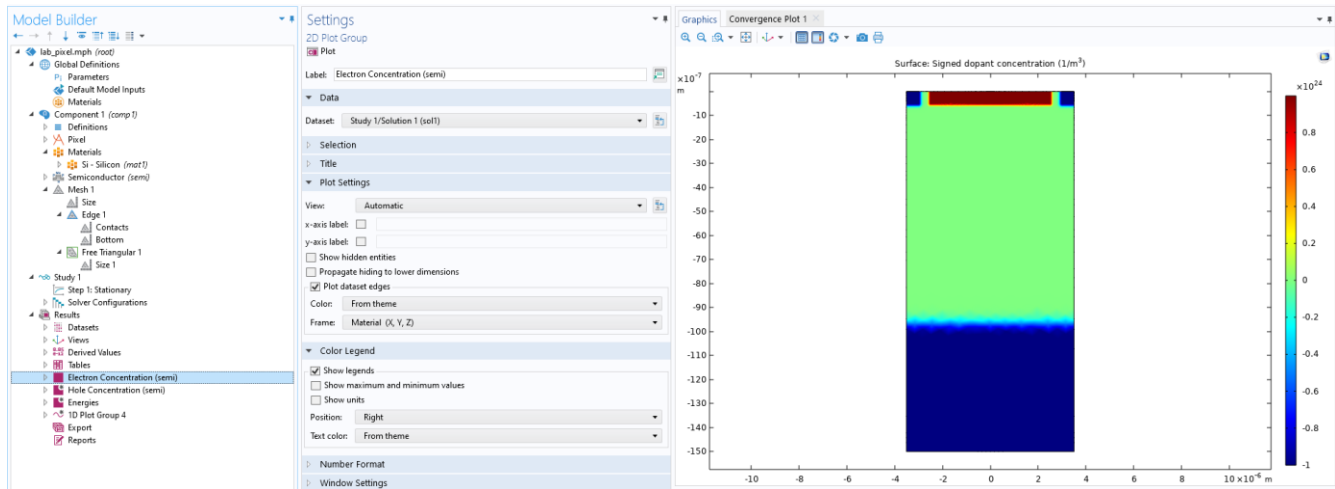 Model Builder
lab_pixel.mph (root)
Global Definitions
Pi Parameters
Default Model Inputs
Materials
Component 1 (comp1)
Definitions
Pixel
Materials
Si - Silicon (mat1)
Semiconductor (semi)
Mesh 1
Size
Edge 1
Contacts
Bottom
Free Triangular 1
Size 1
Study 1
Step 1: Stationary
Solver Configurations
Results
Datasets
Views
Derived Values
Tables
Electron Concentration (semi)
Hole Concentration (semi)
Energies
1D Plot Group 4
Export
Reports
Settings
2D Plot Group
Plot
Label: Electron Concentration (semi)
Data
Dataset: Study 1/Solution 1 (sol1)
Selection
Title
Plot Settings
View: Automatic
x-axis label:
y-axis label:
Show hidden entities
Propagate hiding to lower dimensions
Plot dataset edges
Color: From theme
Frame: Material (X, Y, Z)
Color Legend
Show legends
Show maximum and minimum values
Show units
Position: Right
Text color: From theme
Number Format
Window Settings
Graphics Convergence Plot 1
Surface: Signed dopant concentration (1/m³)
×10⁻⁷
m
-10
-20
-30
-40
-50
-60
-70
-80
-90
-100
-110
-120
-130
-140
-150
-10 -8 -6 -4 -2 0 2 4 6 8 10 ×10⁻⁶ m
×10²⁴
0.8
0.6
0.4
0.2
0
-0.2
-0.4
-0.6
-0.8
-1